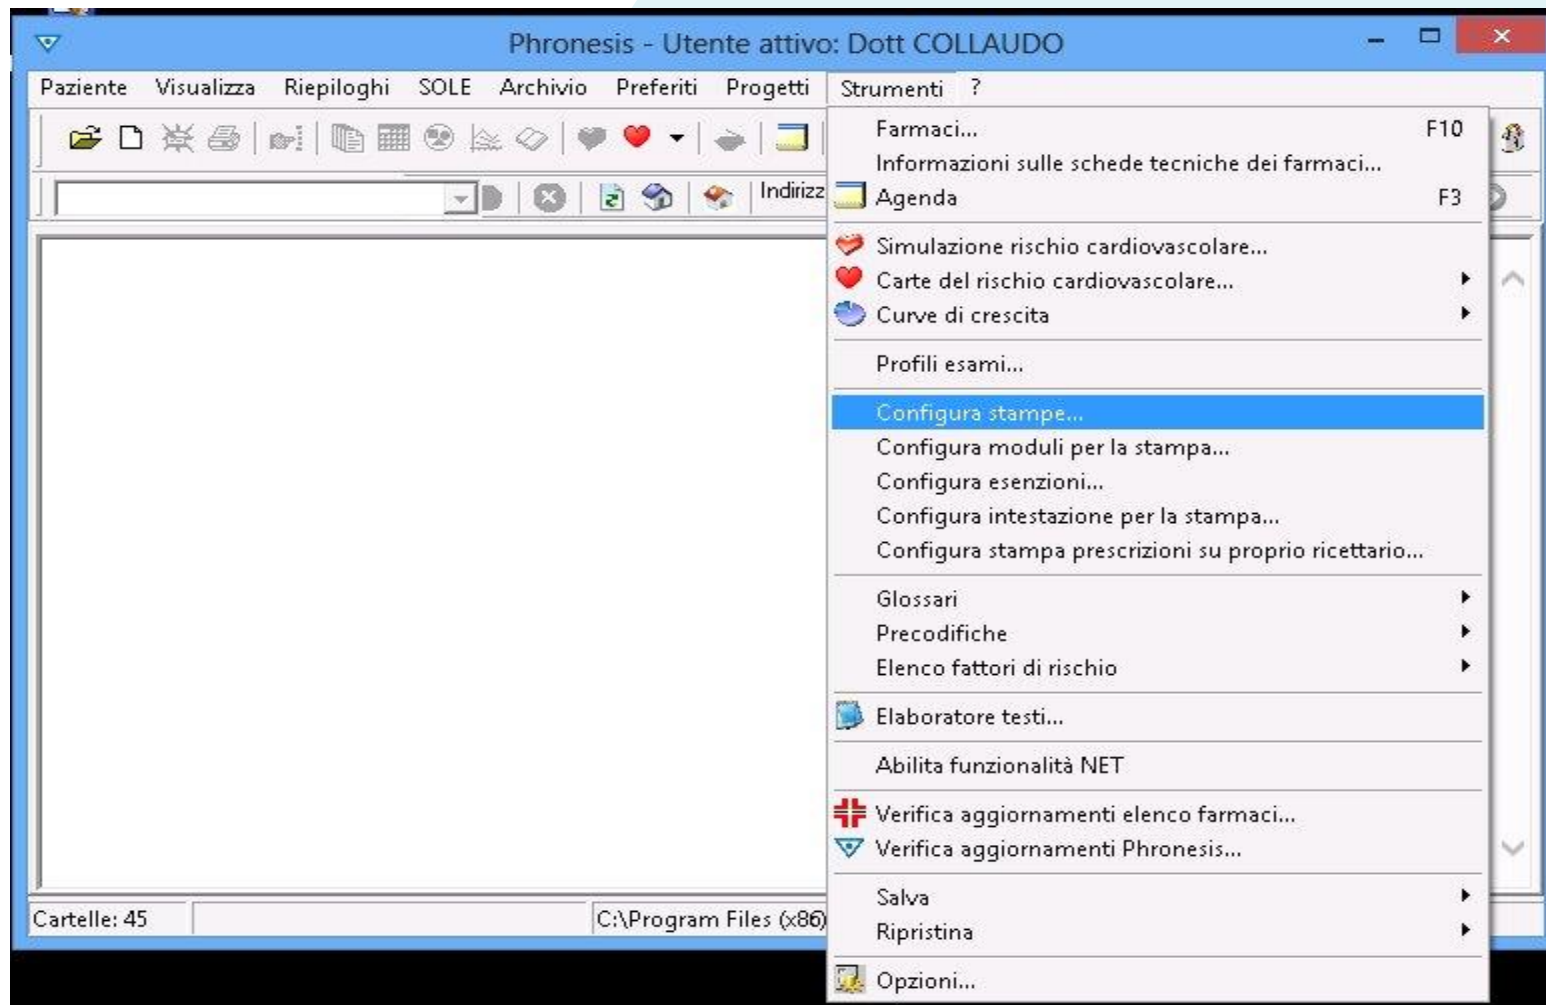 Phronesis - Utente attivo: Dott COLLAUDO
Paziente Visualizza Riepiloghi SOLE Archivio Preferiti Progetti Strumenti ?
Farmaci... F10
Informazioni sulle schede tecniche dei farmaci...
Indirizz
Agenda F3
Simulazione rischio cardiovascolare...
Carte del rischio cardiovascolare...
Curve di crescita
Profili esami...
Configura stampe...
Configura moduli per la stampa...
Configura esenzioni...
Configura intestazione per la stampa...
Configura stampa prescrizioni su proprio ricettario...
Glossari
Precodifiche
Elenco fattori di rischio
Elaboratore testi...
Abilita funzionalità NET
Verifica aggiornamenti elenco farmaci...
Verifica aggiornamenti Phronesis...
Salva
Cartelle: 45 C:\Program Files (x86)
Ripristina
Opzioni...